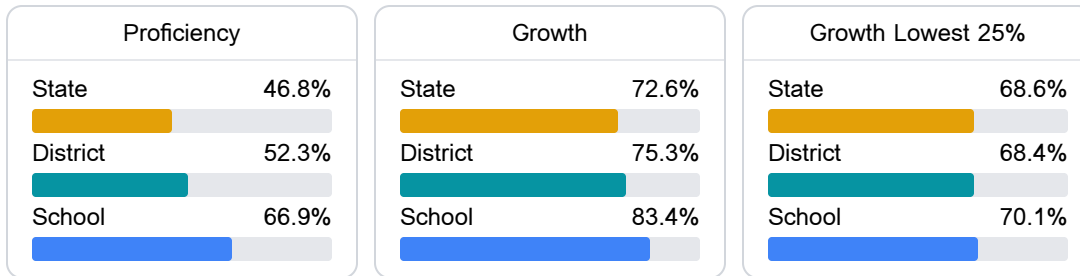 Proficiency
State 46.8%
District 52.3%
School 66.9%
Growth
State 72.6%
District 75.3%
School 83.4%
Growth Lowest 25%
State 68.6%
District 68.4%
School 70.1%